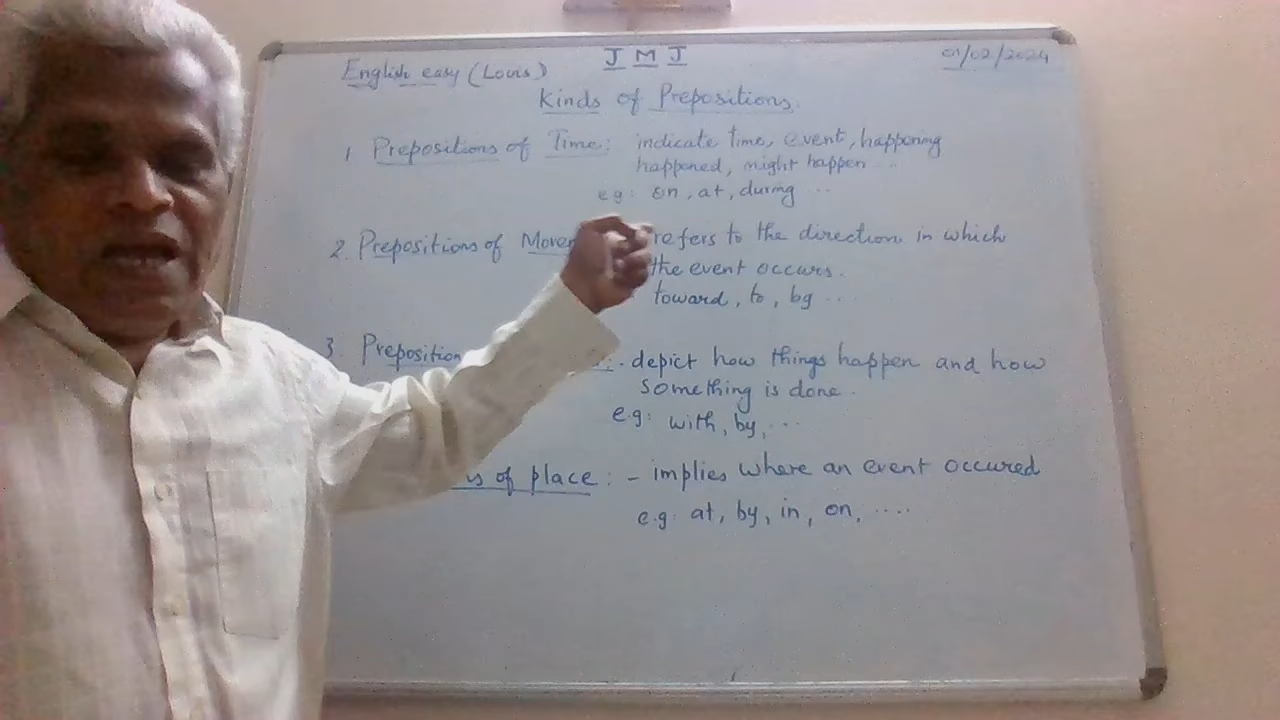 J M J
01/02/2024
English easy (Louis)
Kinds of Prepositions.
1 Prepositions of Time: indicate time, event, happening
happened, might happen ...
e.g: on, at, during ...
2. Prepositions of Movem refers to the direction in which
the event occurs.
toward, to, by ...
3. Preposition : - depict how things happen and how
something is done.
e.g: with, by, ...
ns of place : - implies where an event occured
e.g: at, by, in, on, ....